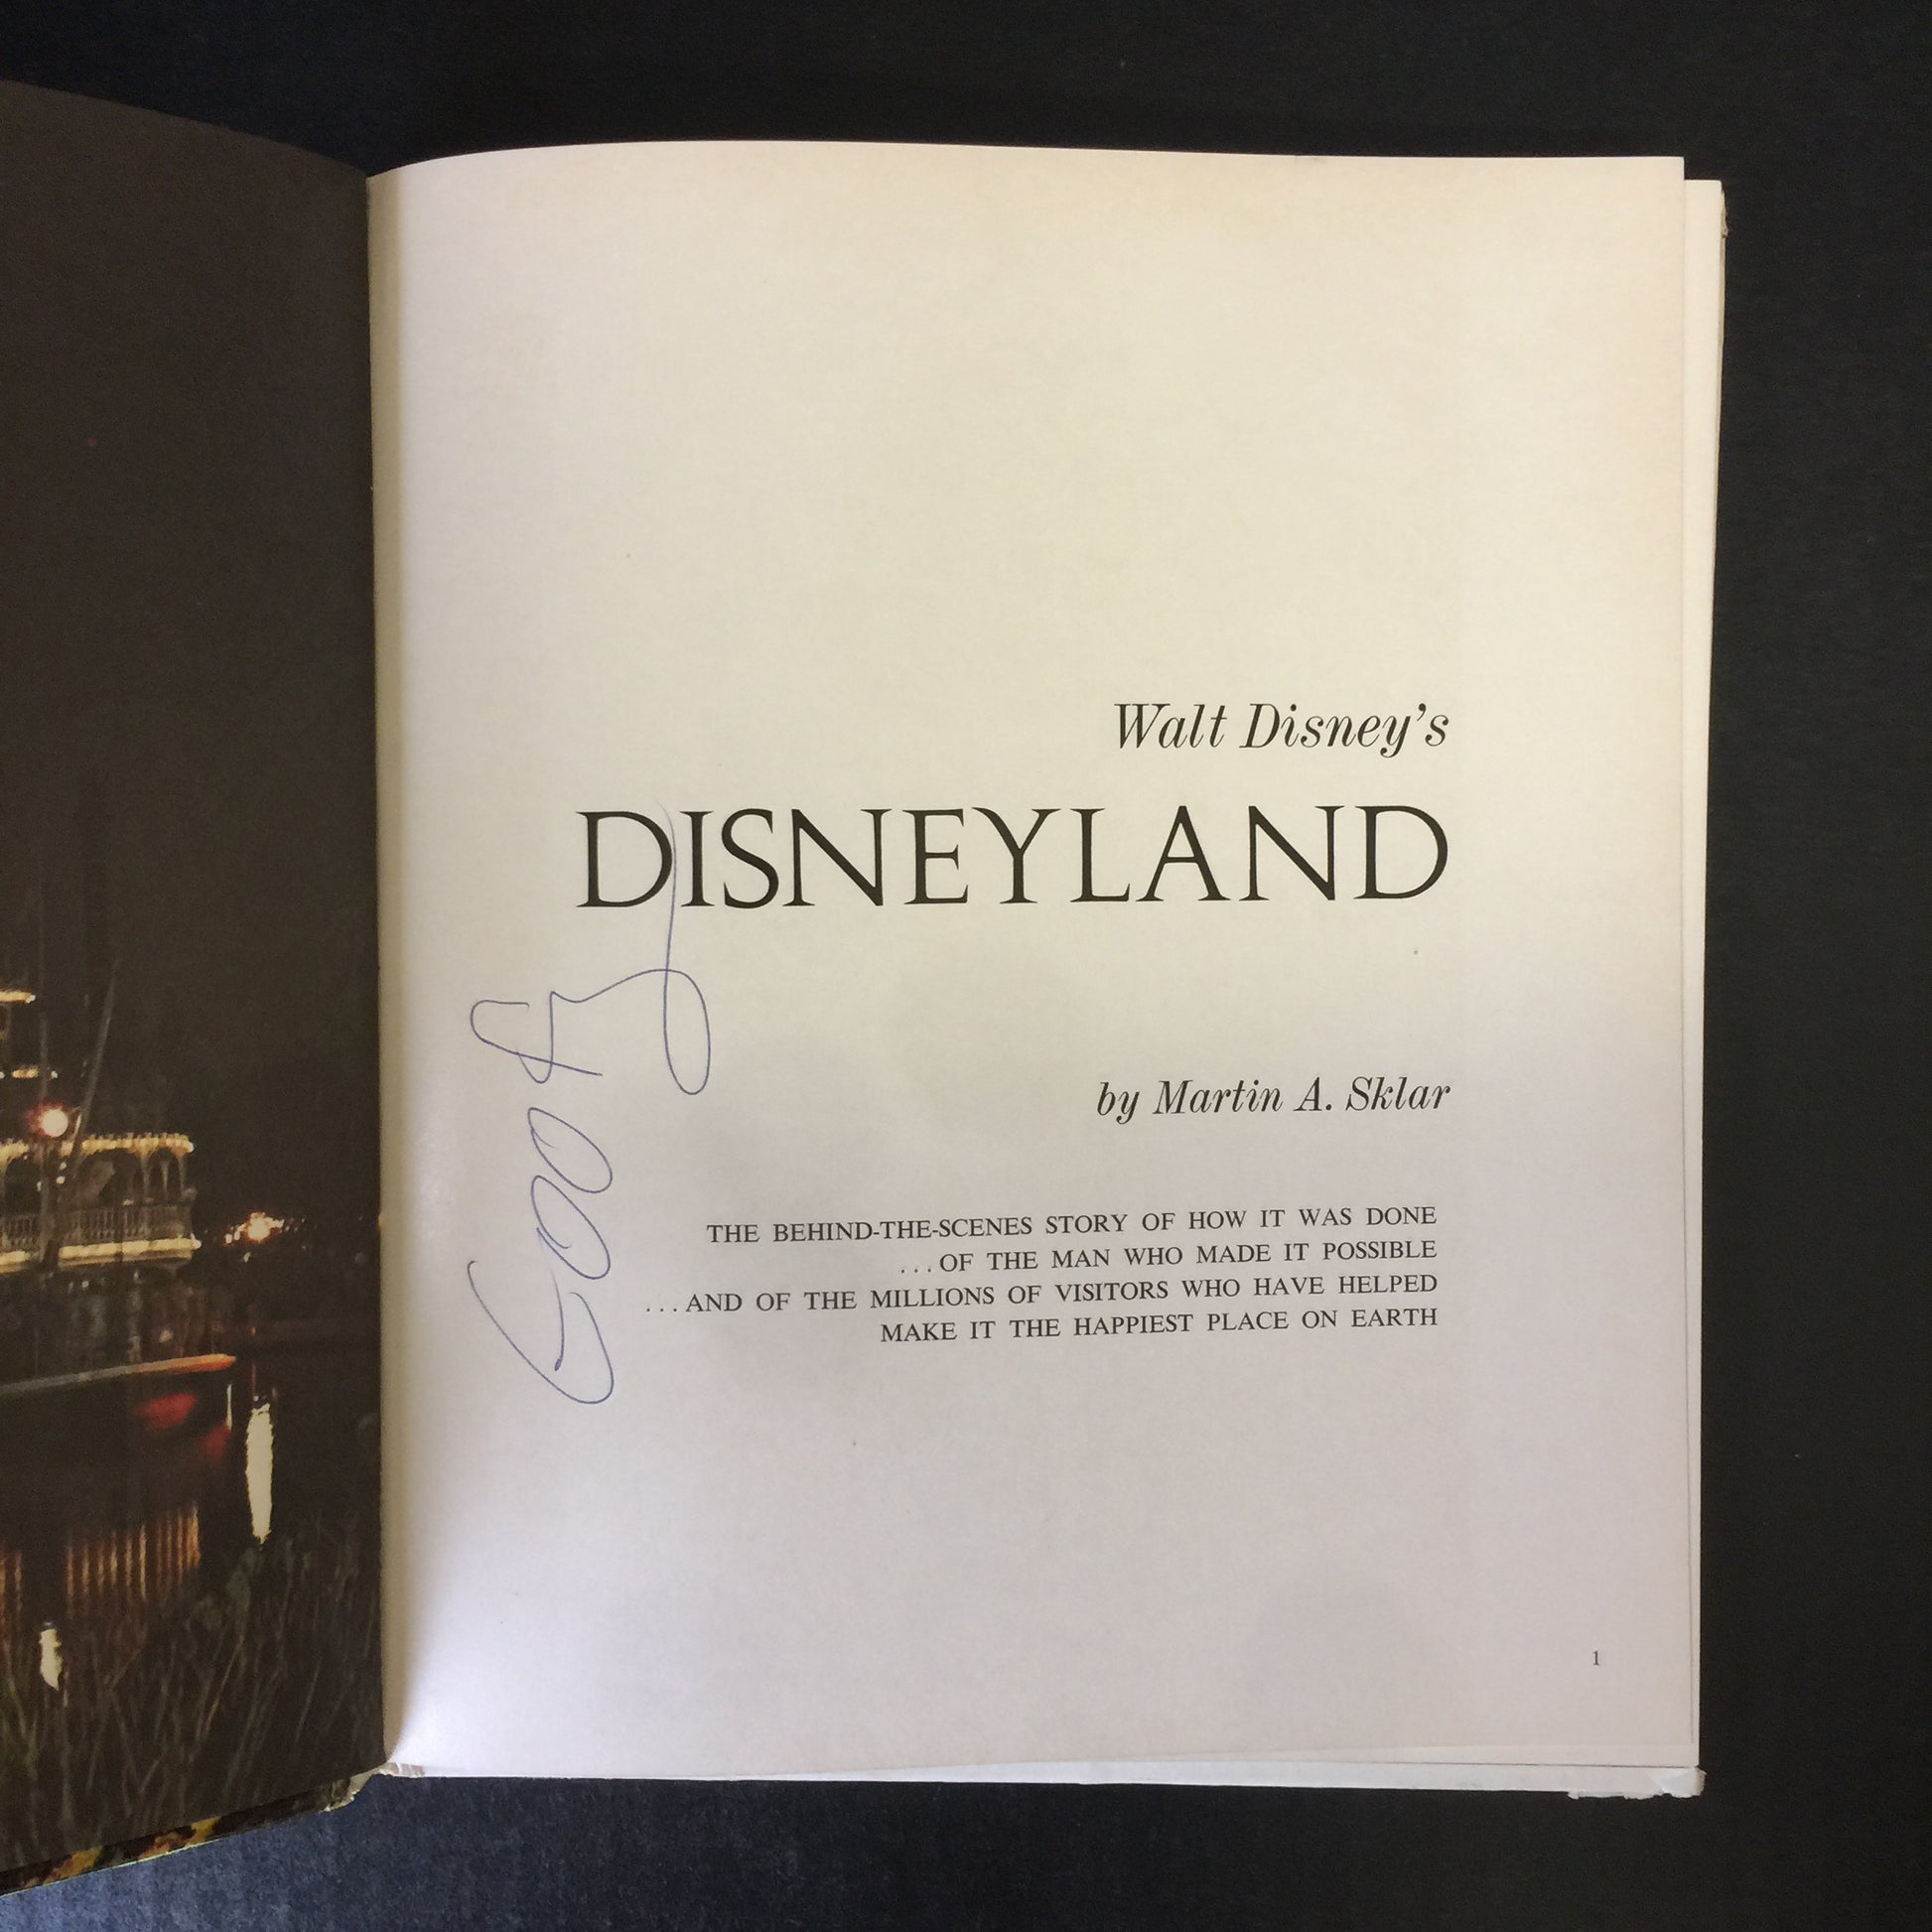 Walt Disney's
DISNEYLAND
by Martin A. Sklar
THE BEHIND-THE-SCENES STORY OF HOW IT WAS DONE
...OF THE MAN WHO MADE IT POSSIBLE
...AND OF THE MILLIONS OF VISITORS WHO HAVE HELPED
MAKE IT THE HAPPIEST PLACE ON EARTH
Goofy
1